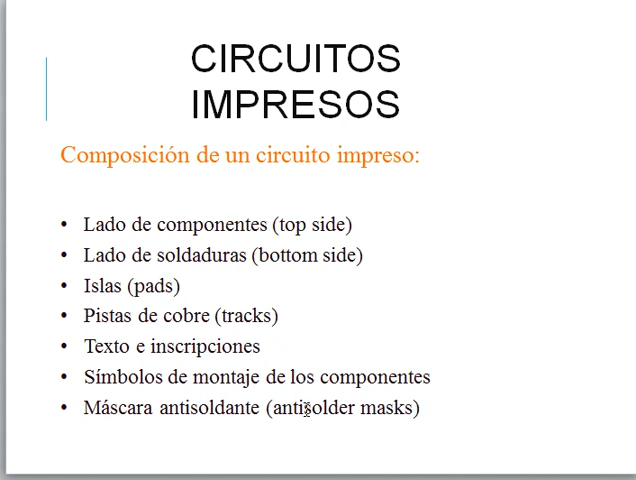 CIRCUITOS
IMPRESOS
Composición de un circuito impreso:
• Lado de componentes (top side)
• Lado de soldaduras (bottom side)
• Islas (pads)
• Pistas de cobre (tracks)
• Texto e inscripciones
• Símbolos de montaje de los componentes
• Máscara antisoldante (antisolder masks)